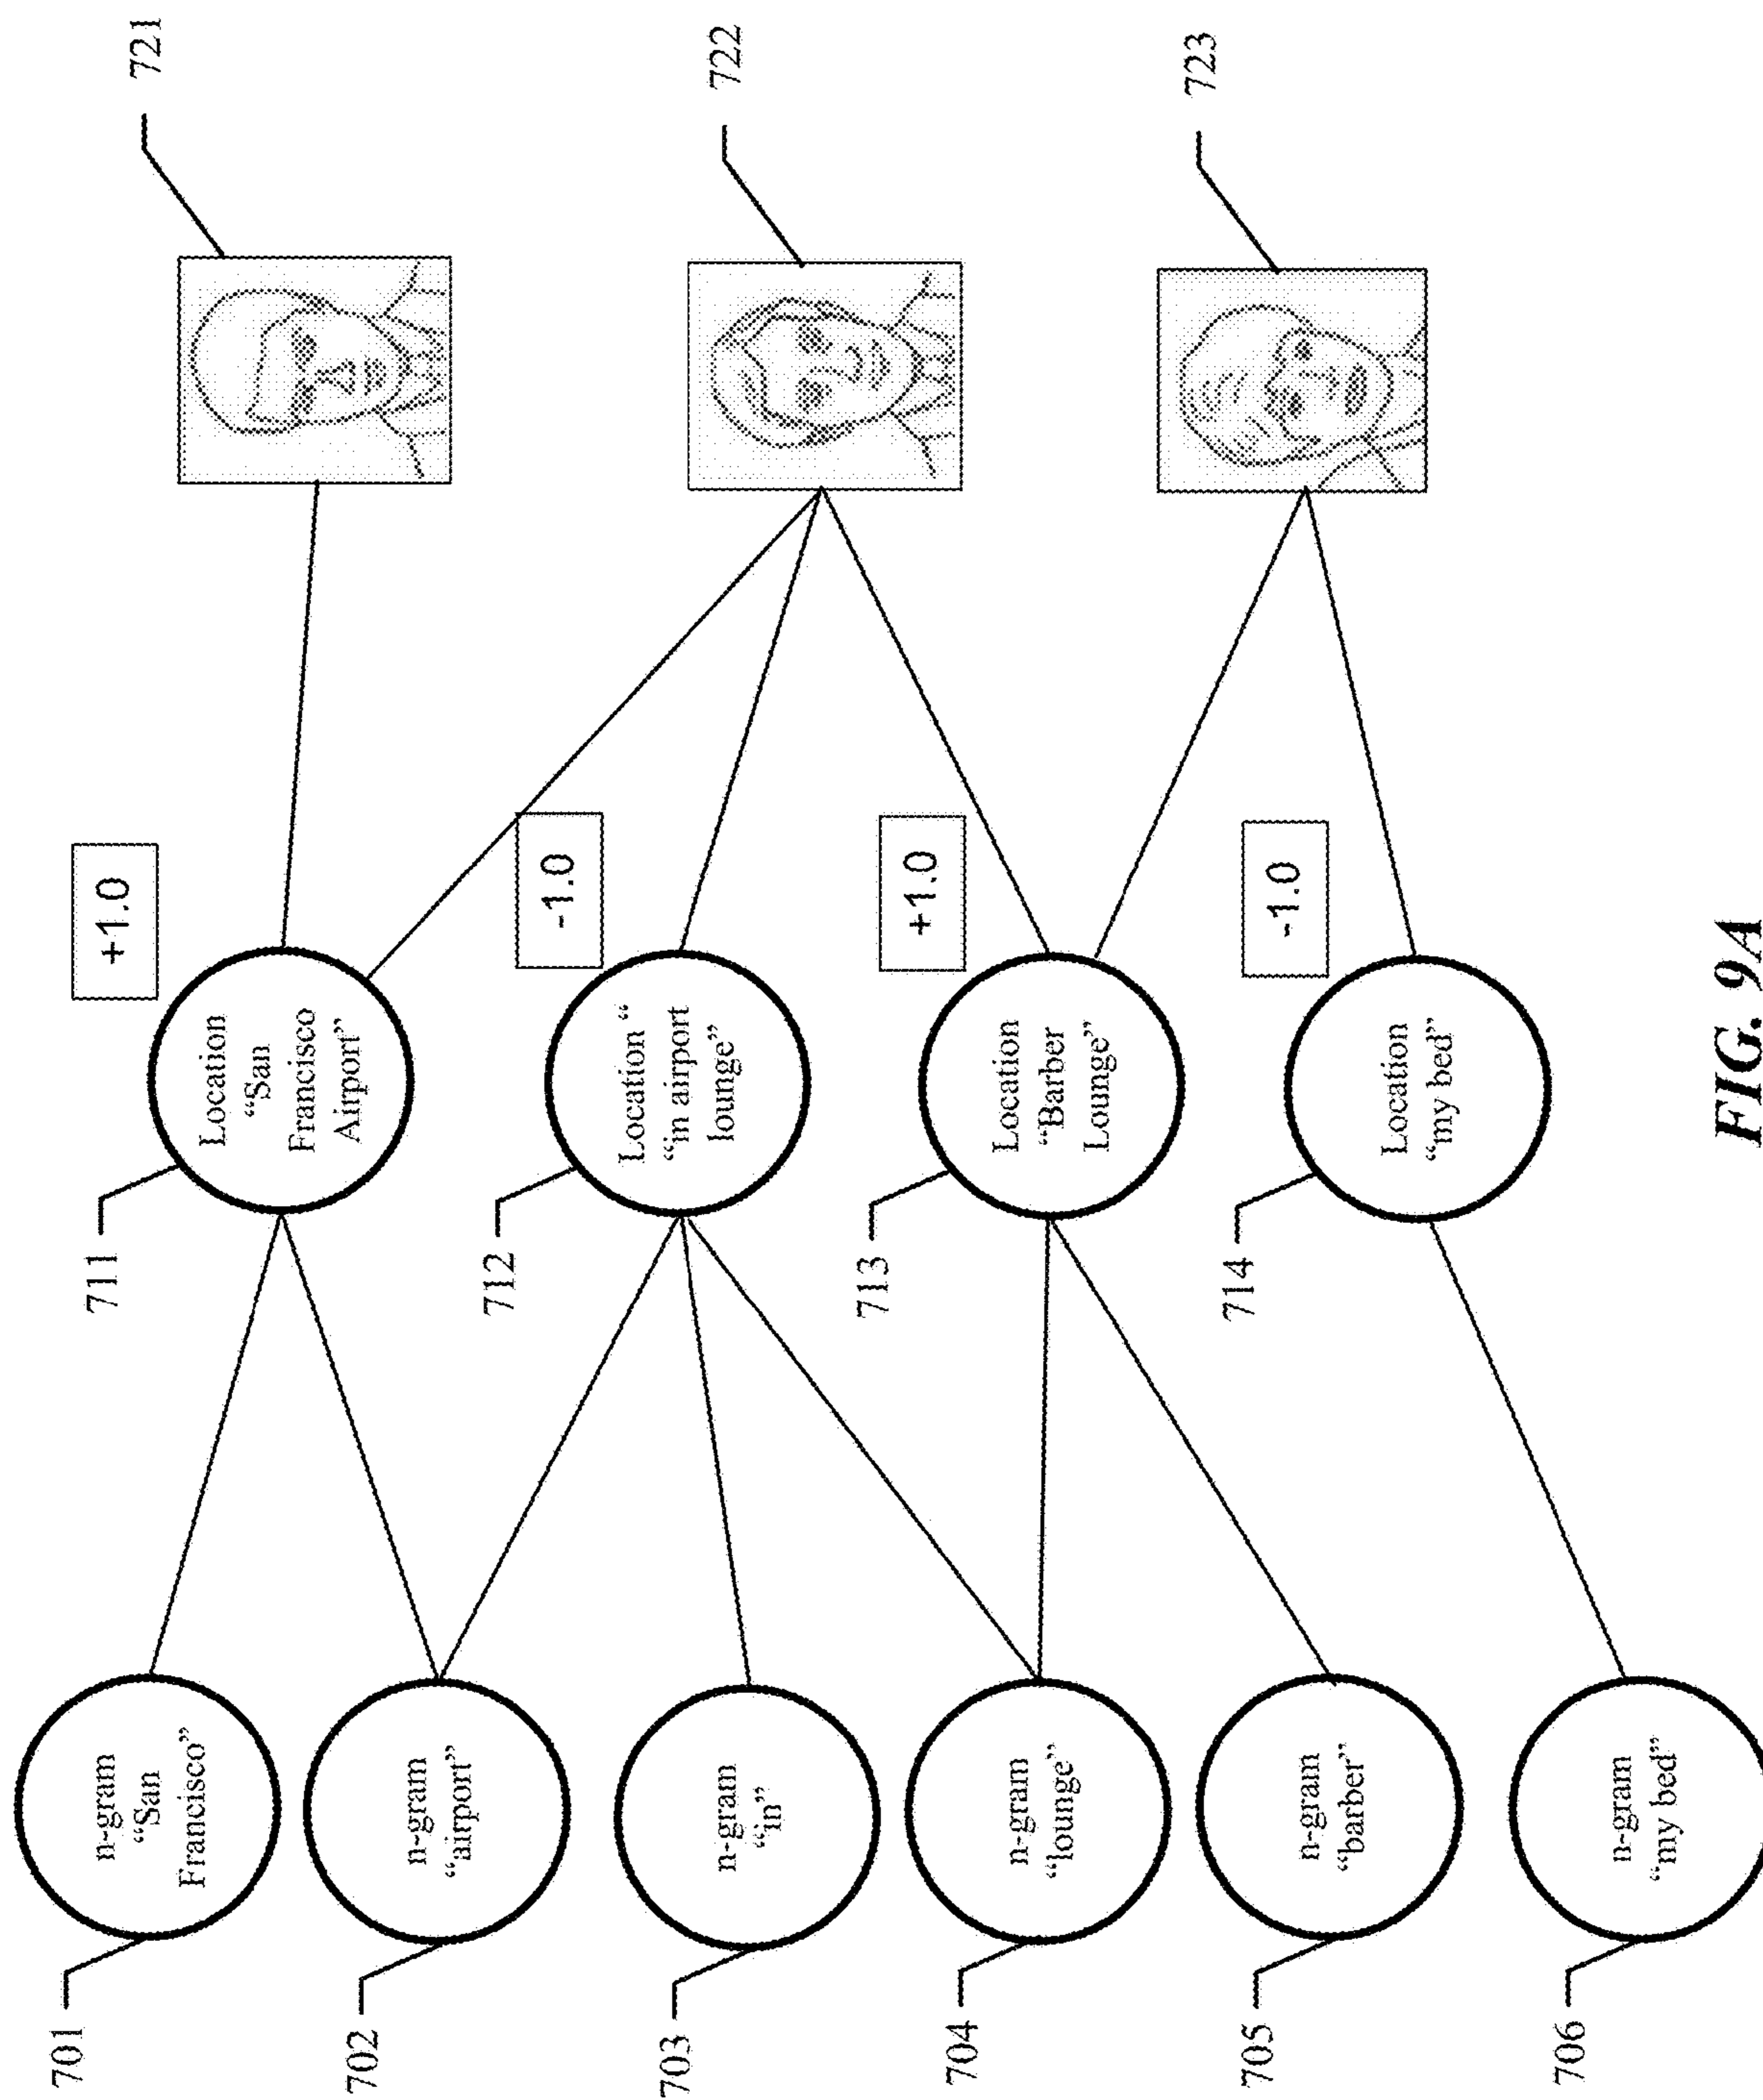 701
n-gram
“San
Francisco”
702
n-gram
“airport”
703
n-gram
“in”
704
n-gram
“lounge”
705
n-gram
“barber”
706
n-gram
“my bed”
711
Location
“San
Francisco
Airport”
+1.0
712
Location “
“in airport
lounge”
-1.0
713
Location
“Barber
Lounge”
+1.0
714
Location
“my bed”
-1.0
721
722
723
FIG. 9A